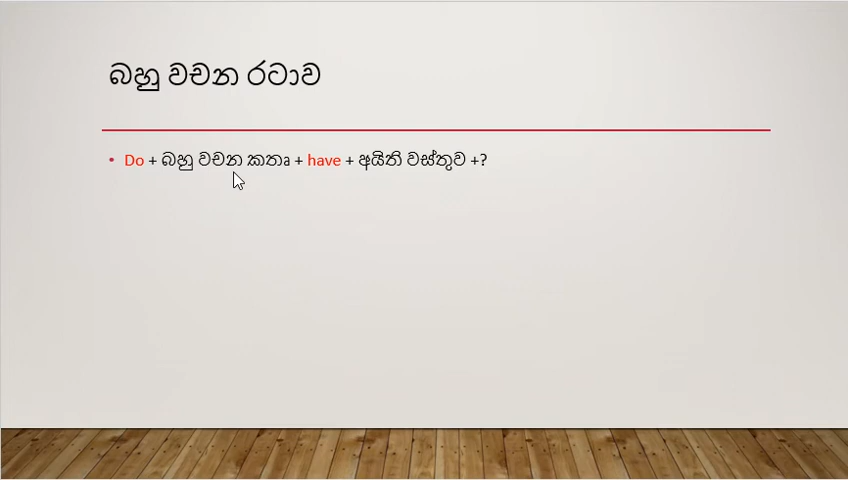 බහු වචන රටාව
• Do + බහු වචන කතෘ + have + අයිති වස්තුව +?